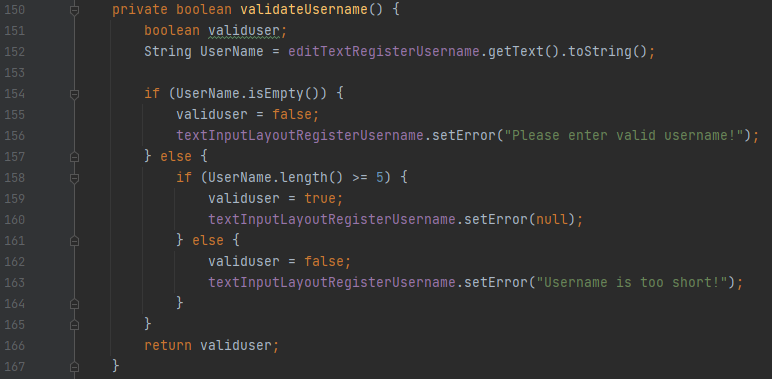 150 private boolean validateUsername() {
151 boolean validuser;
152 String UserName = editTextRegisterUsername.getText().toString();
153
154 if (UserName.isEmpty()) {
155 validuser = false;
156 textInputLayoutRegisterUsername.setError("Please enter valid username!");
157 } else {
158 if (UserName.length() >= 5) {
159 validuser = true;
160 textInputLayoutRegisterUsername.setError(null);
161 } else {
162 validuser = false;
163 textInputLayoutRegisterUsername.setError("Username is too short!");
164 }
165 }
166 return validuser;
167 }